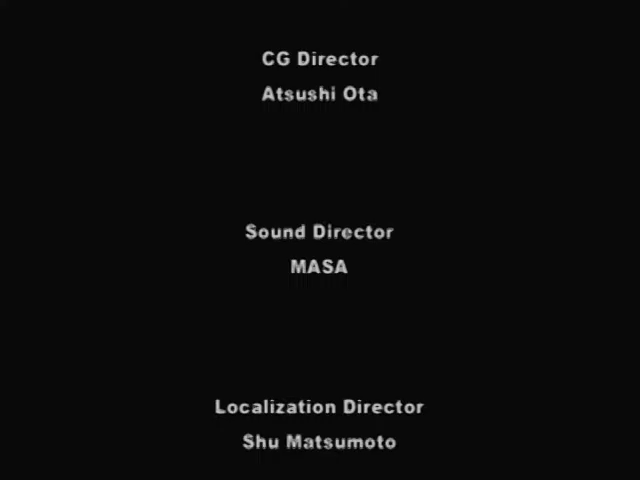 CG Director
Atsushi Ota
Sound Director
MASA
Localization Director
Shu Matsumoto